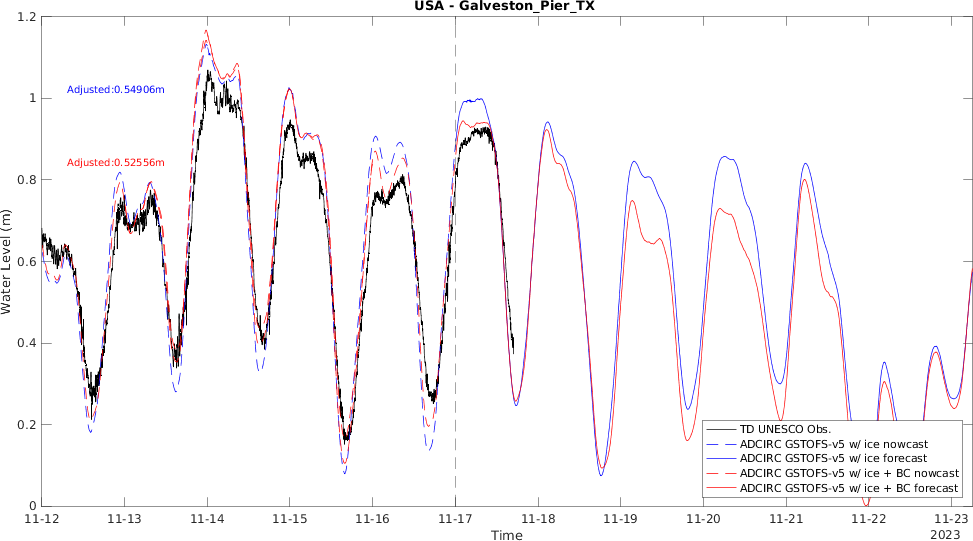 USA - Galveston_Pier_TX
1.2
1
0.8
0.6
0.4
0.2
0
Water Level (m)
Adjusted:0.54906m
Adjusted:0.52556m
TD UNESCO Obs.
ADCIRC GSTOFS-v5 w/ ice nowcast
ADCIRC GSTOFS-v5 w/ ice forecast
ADCIRC GSTOFS-v5 w/ ice + BC nowcast
ADCIRC GSTOFS-v5 w/ ice + BC forecast
11-12 11-13 11-14 11-15 11-16 11-17 11-18 11-19 11-20 11-21 11-22 11-23
2023
Time